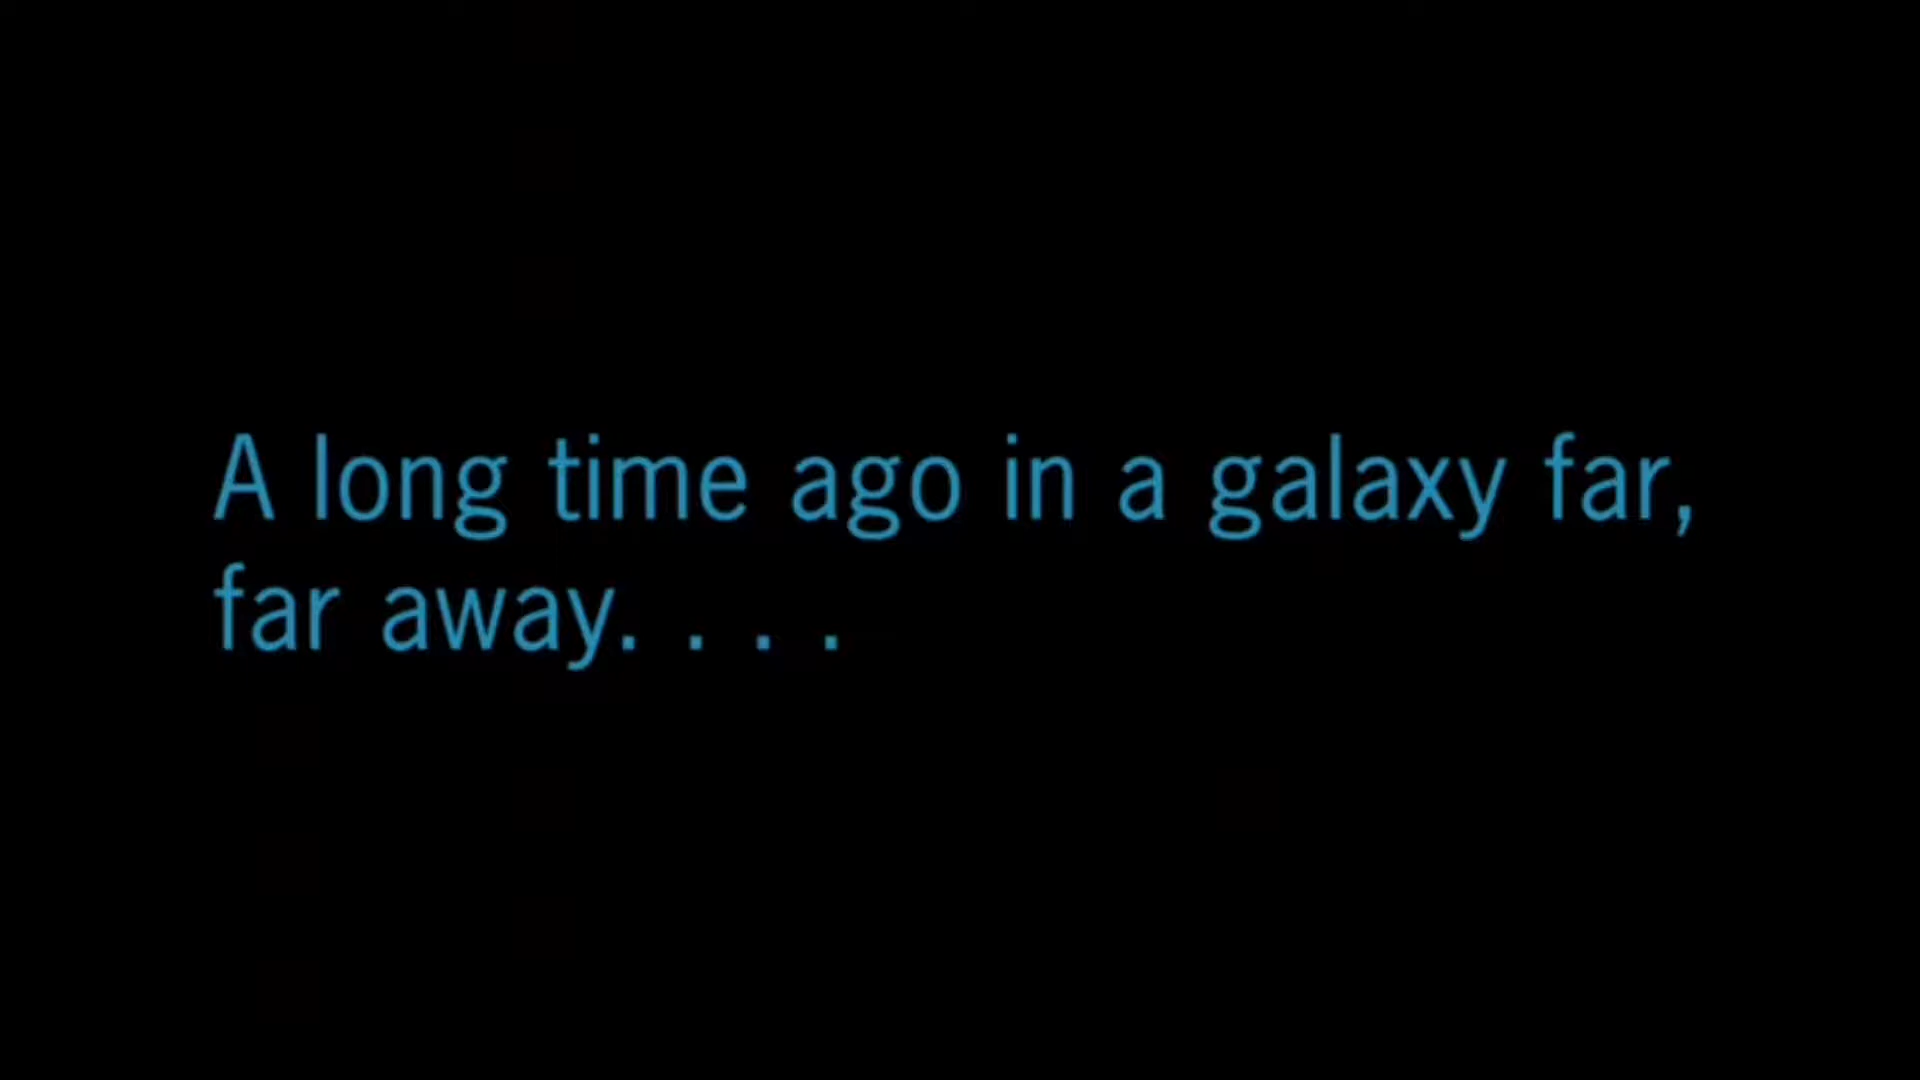 A long time ago in a galaxy far,
far away. . . .